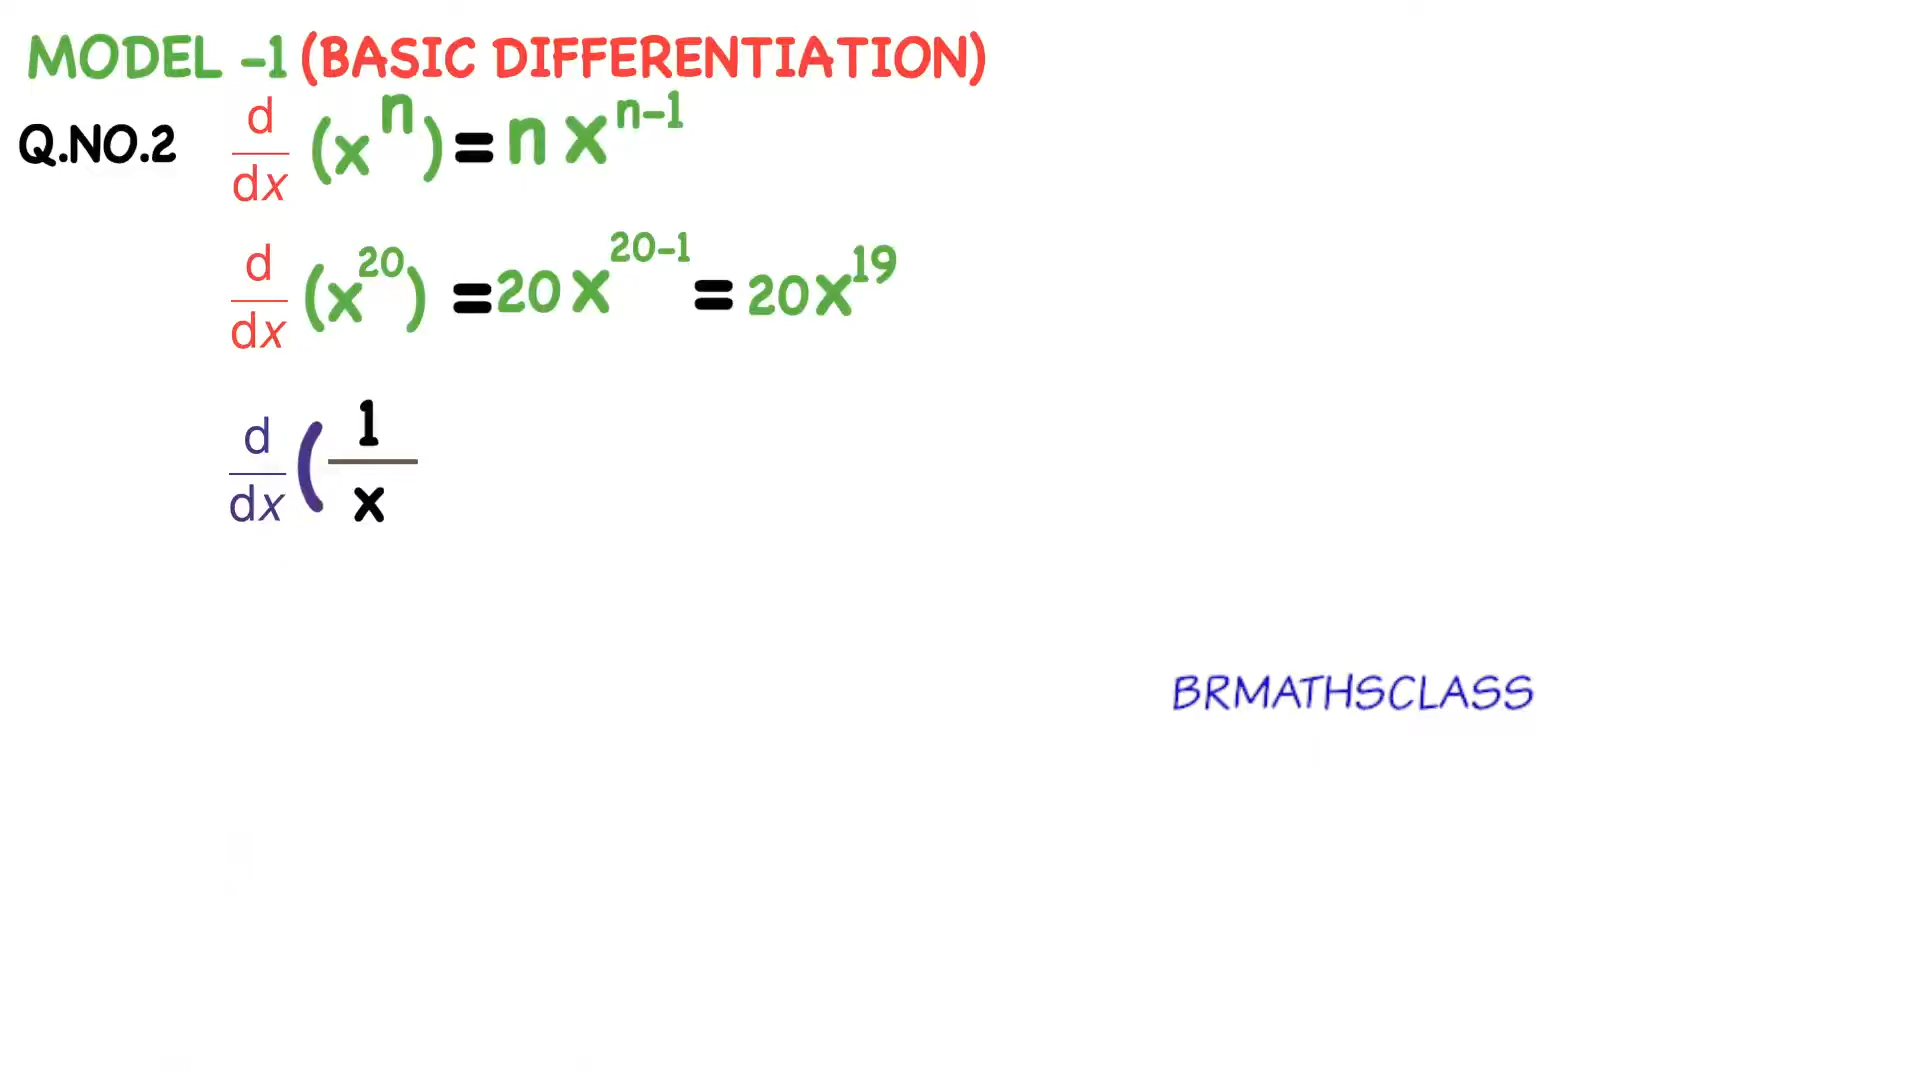 MODEL -1 (BASIC DIFFERENTIATION)
Q.NO.2 d/dx (x^n) = n x^n-1
d/dx (x^20) = 20 x^20-1 = 20x^19
d/dx ( 1/x
BRMATHSCLASS